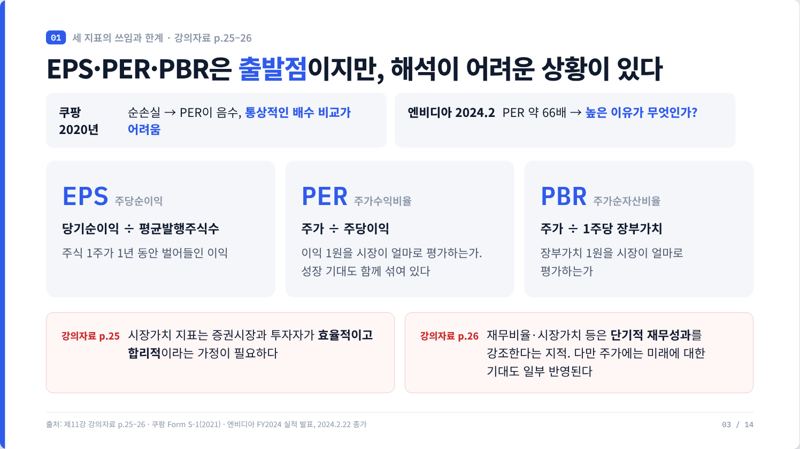 01 세 지표의 쓰임과 한계 · 강의자료 p.25–26
EPS·PER·PBR은 출발점이지만, 해석이 어려운 상황이 있다
쿠팡 2020년
순손실 → PER이 음수, 통상적인 배수 비교가
어려움
엔비디아 2024.2 PER 약 66배 → 높은 이유가 무엇인가?
EPS 주당순이익
당기순이익 ÷ 평균발행주식수
주식 1주가 1년 동안 벌어들인 이익
PER 주가수익비율
주가 ÷ 주당이익
이익 1원을 시장이 얼마로 평가하는가.
성장 기대도 함께 섞여 있다
PBR 주가순자산비율
주가 ÷ 1주당 장부가치
장부가치 1원을 시장이 얼마로
평가하는가
강의자료 p.25 시장가치 지표는 증권시장과 투자자가 효율적이고
합리적이라는 가정이 필요하다
강의자료 p.26 재무비율·시장가치 등은 단기적 재무성과를
강조한다는 지적. 다만 주가에는 미래에 대한
기대도 일부 반영된다
출처: 제11강 강의자료 p.25–26 · 쿠팡 Form S-1(2021) · 엔비디아 FY2024 실적 발표, 2024.2.22 종가
03 / 14